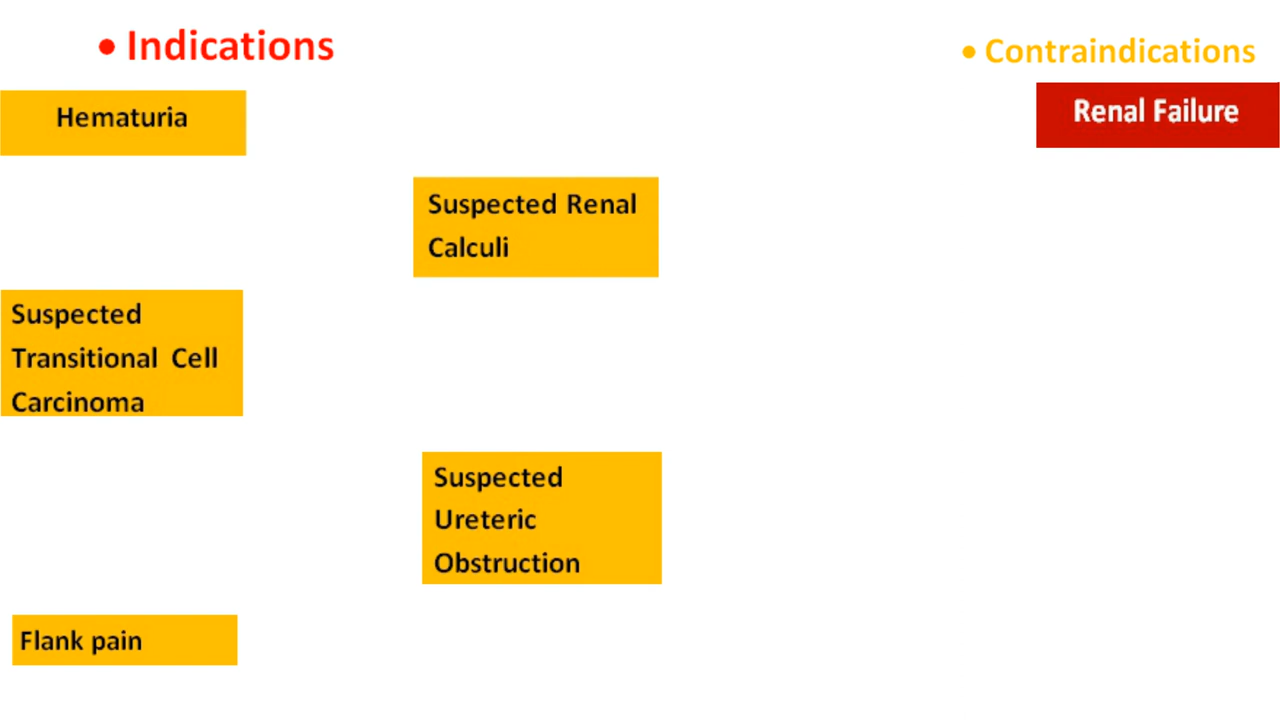 • Indications
Hematuria
Suspected Renal
Calculi
Suspected
Transitional Cell
Carcinoma
Suspected
Ureteric
Obstruction
Flank pain
• Contraindications
Renal Failure